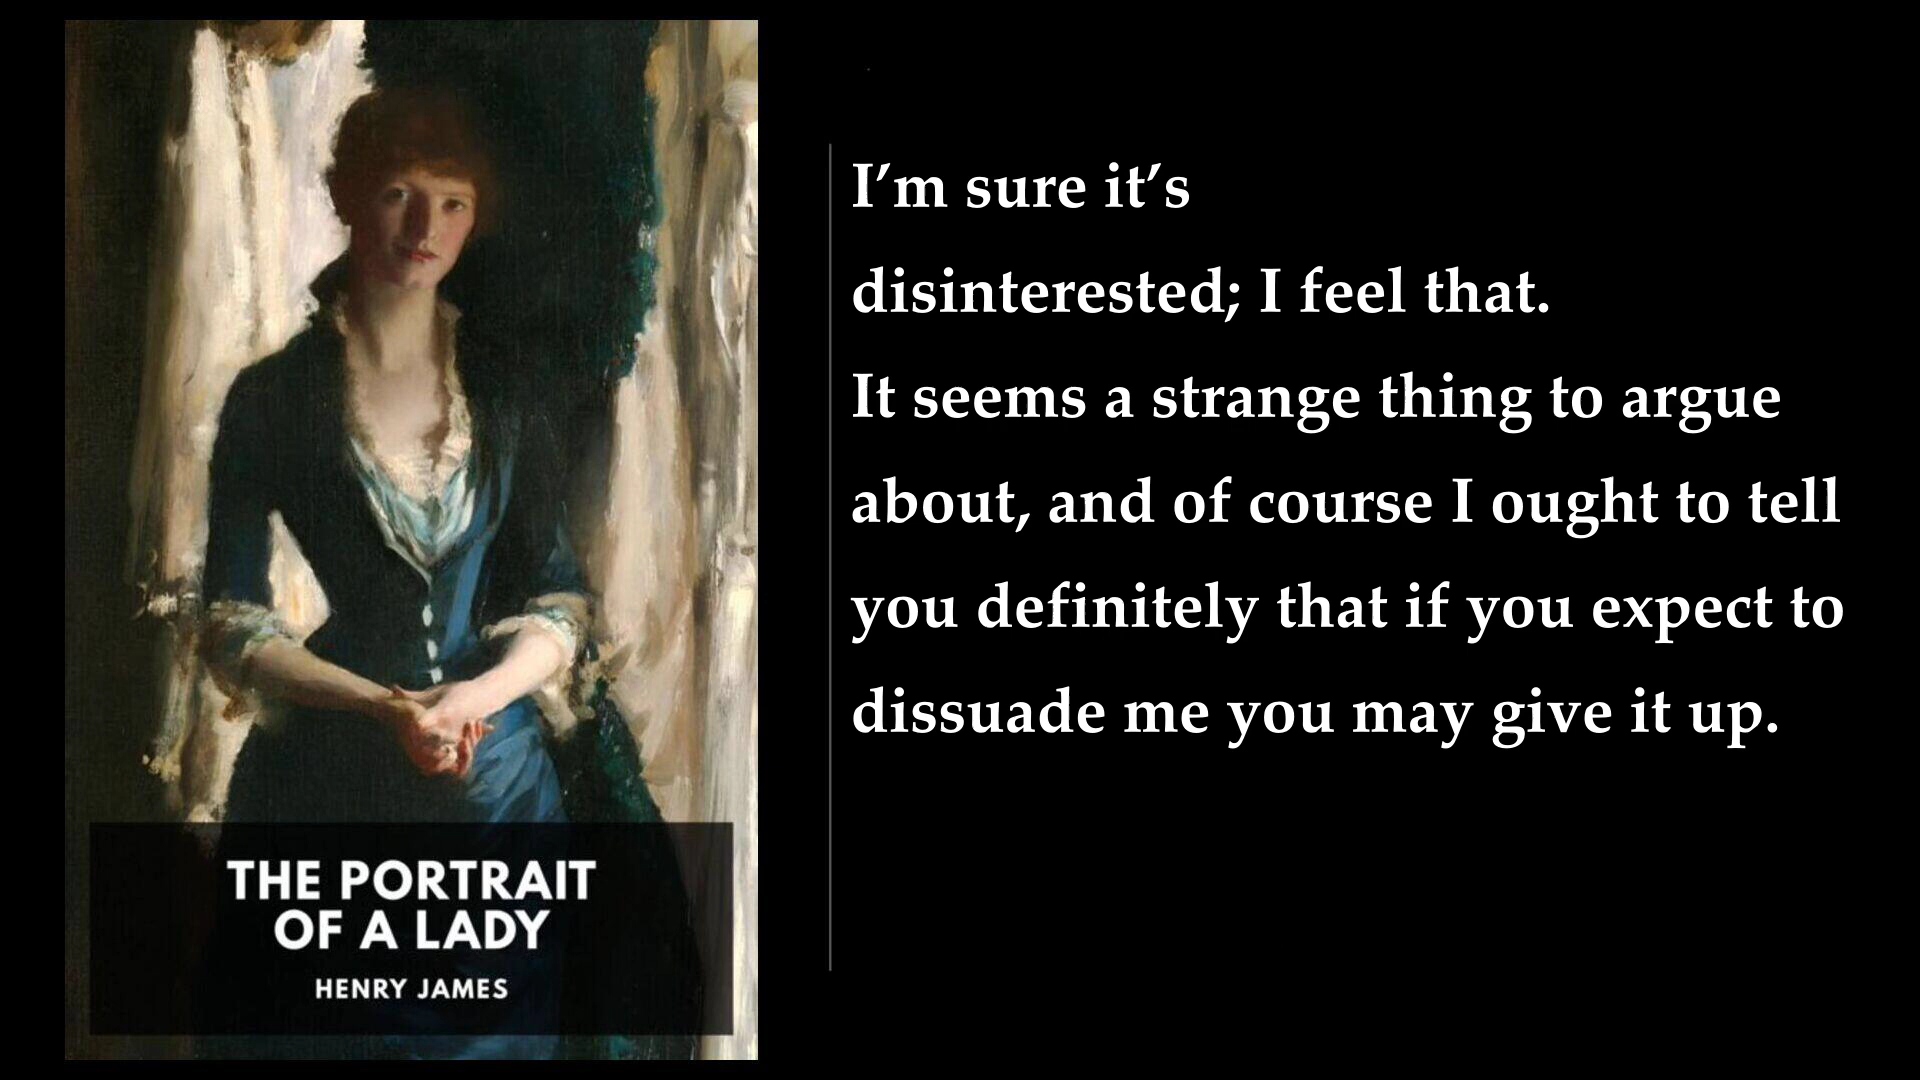 THE PORTRAIT
OF A LADY
HENRY JAMES
I’m sure it’s
disinterested; I feel that.
It seems a strange thing to argue
about, and of course I ought to tell
you definitely that if you expect to
dissuade me you may give it up.